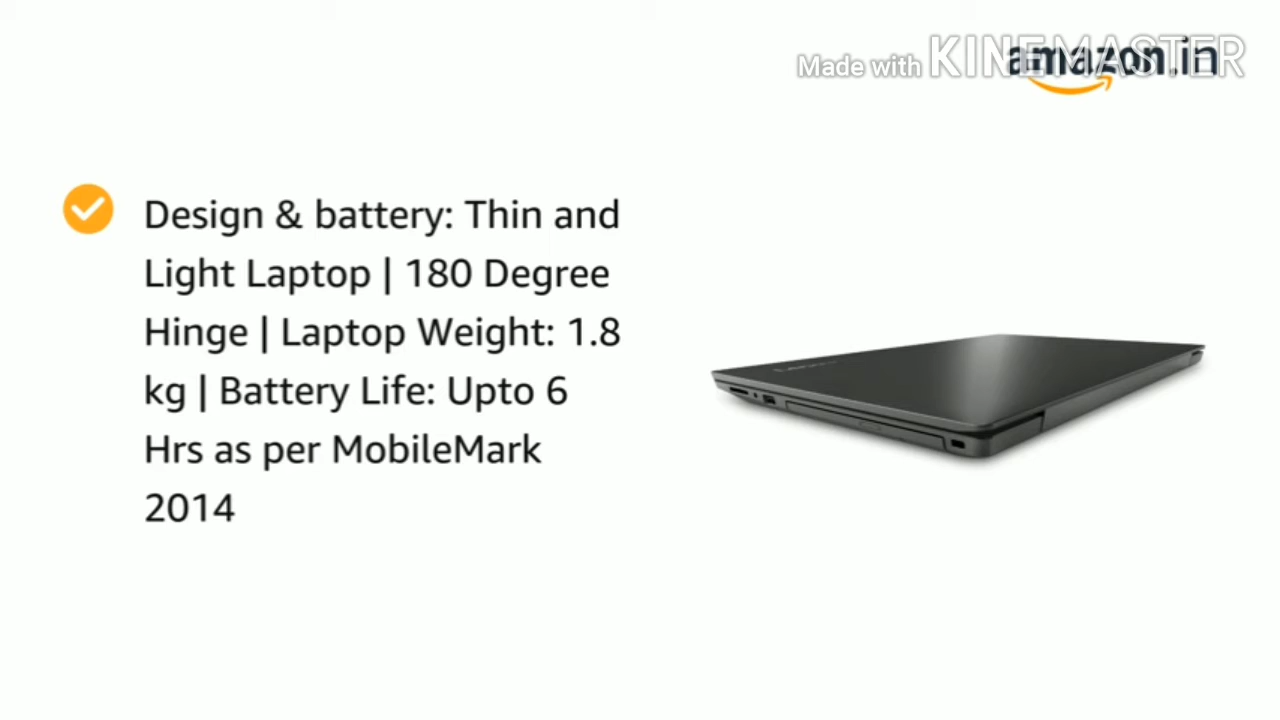 Made with KINEMASTER
amazon.in
Design & battery: Thin and
Light Laptop | 180 Degree
Hinge | Laptop Weight: 1.8
kg | Battery Life: Upto 6
Hrs as per MobileMark
2014